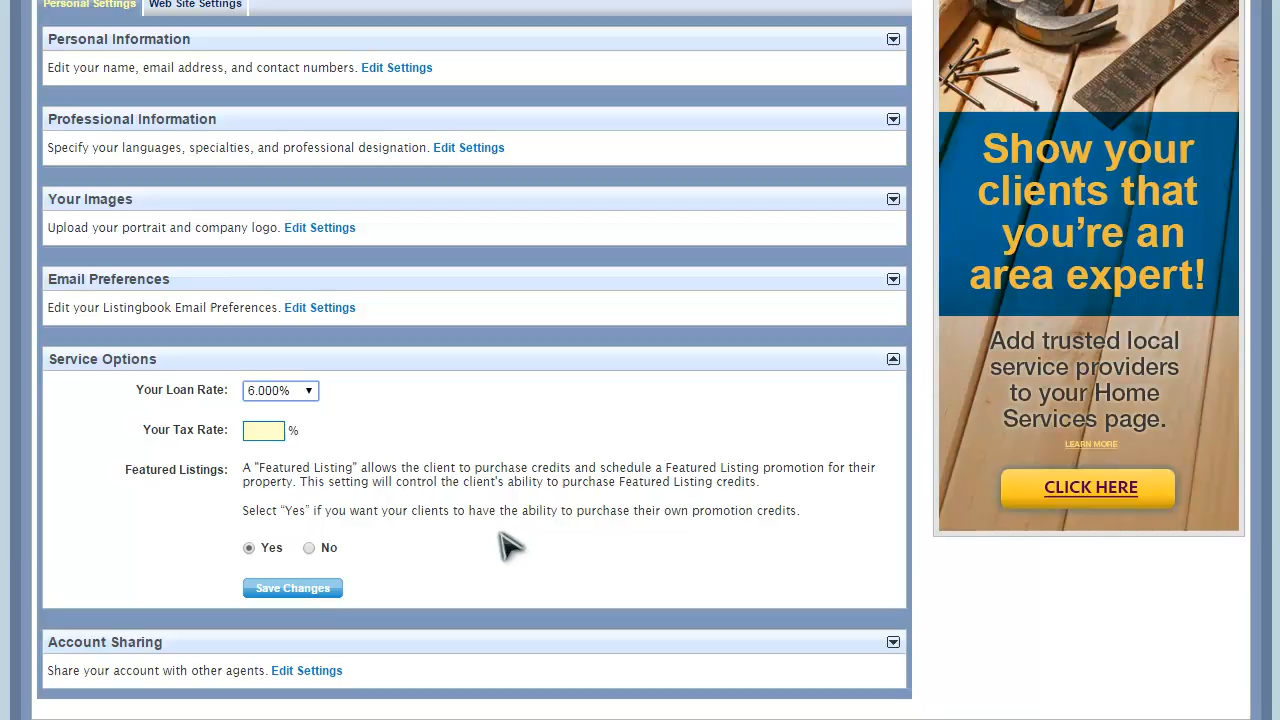 Personal Settings
Web Site Settings
Personal Information
Edit your name, email address, and contact numbers. Edit Settings
Professional Information
Specify your languages, specialties, and professional designation. Edit Settings
Your Images
Upload your portrait and company logo. Edit Settings
Email Preferences
Edit your Listingbook Email Preferences. Edit Settings
Service Options
Your Loan Rate: 6.000%
Your Tax Rate: %
Featured Listings: A "Featured Listing" allows the client to purchase credits and schedule a Featured Listing promotion for their
property. This setting will control the client's ability to purchase Featured Listing credits.
Select “Yes” if you want your clients to have the ability to purchase their own promotion credits.
Yes No
Save Changes
Account Sharing
Share your account with other agents. Edit Settings
Show your
clients that
you’re an
area expert!
Add trusted local
service providers
to your Home
Services page.
LEARN MORE
CLICK HERE